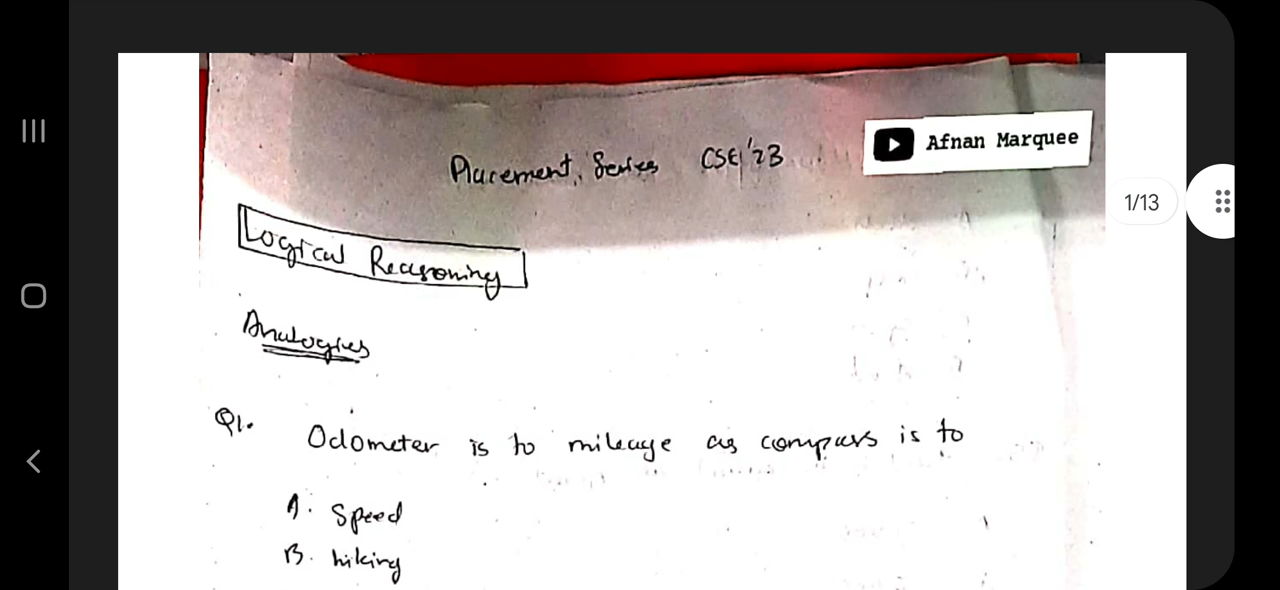 Placement Series CSE'23
Afnan Marquee
1/13
Logical Reasoning
Analogies
Q1. Odometer is to mileage as compass is to
A. Speed
B. hiking